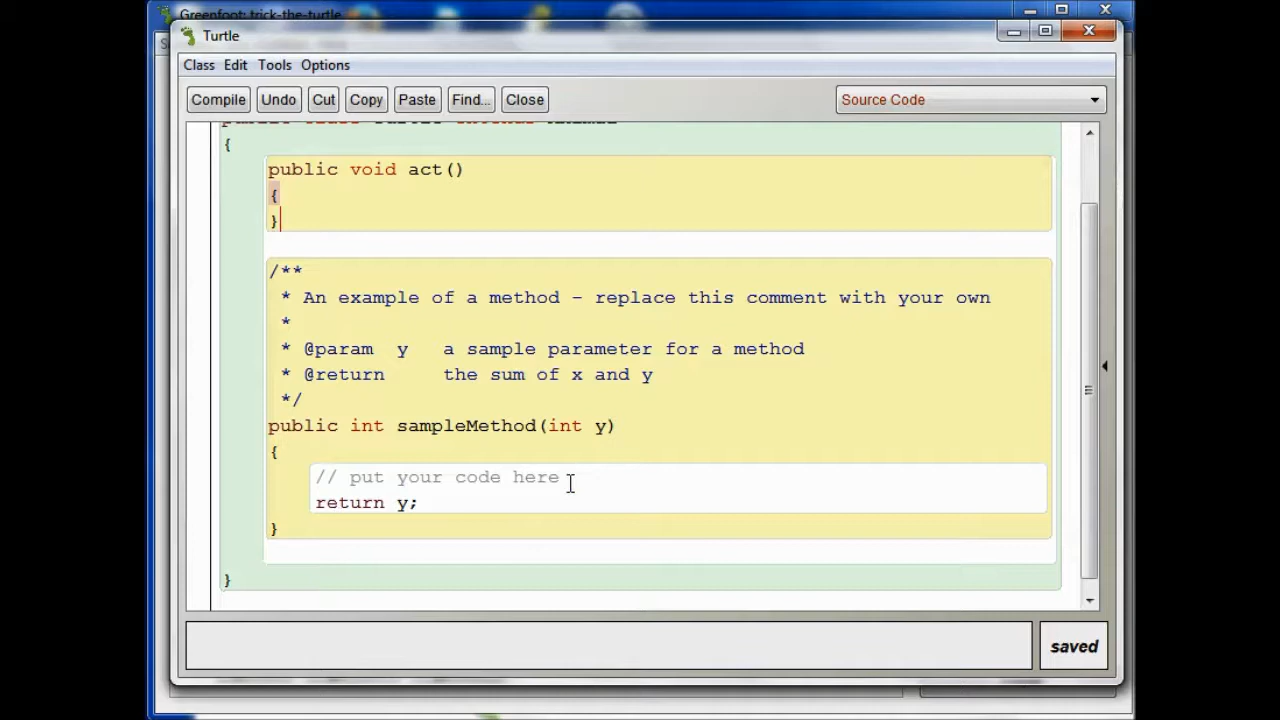 Greenfoot: trick-the-turtle
Turtle
Class Edit Tools Options
Compile Undo Cut Copy Paste Find... Close Source Code
{
public void act()
{
}
/**
* An example of a method - replace this comment with your own
*
* @param y a sample parameter for a method
* @return the sum of x and y
*/
public int sampleMethod(int y)
{
// put your code here
return y;
}
}
saved